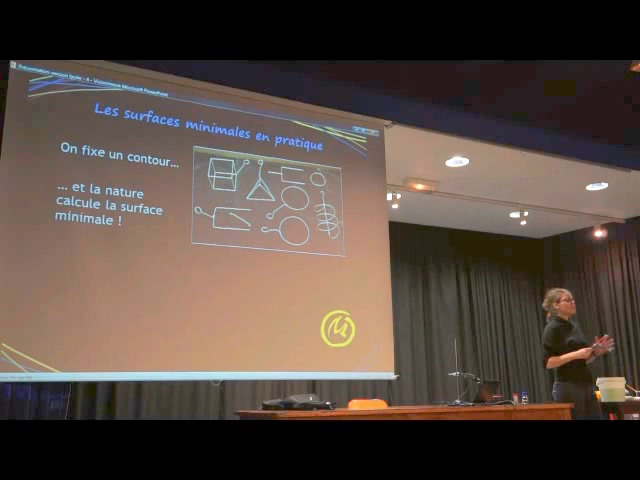 Les surfaces minimales en pratique
On fixe un contour...
... et la nature
calcule la surface
minimale !